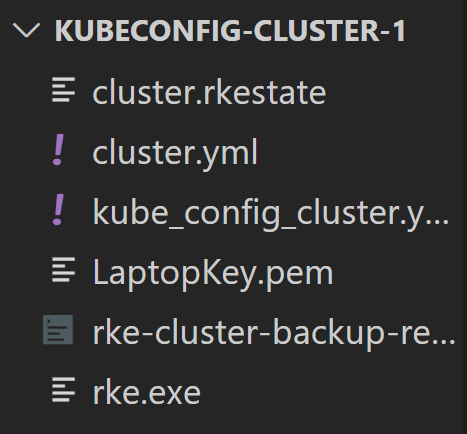 KUBECONFIG-CLUSTER-1
cluster.rkestate
cluster.yml
kube_config_cluster.y...
LaptopKey.pem
rke-cluster-backup-re...
rke.exe